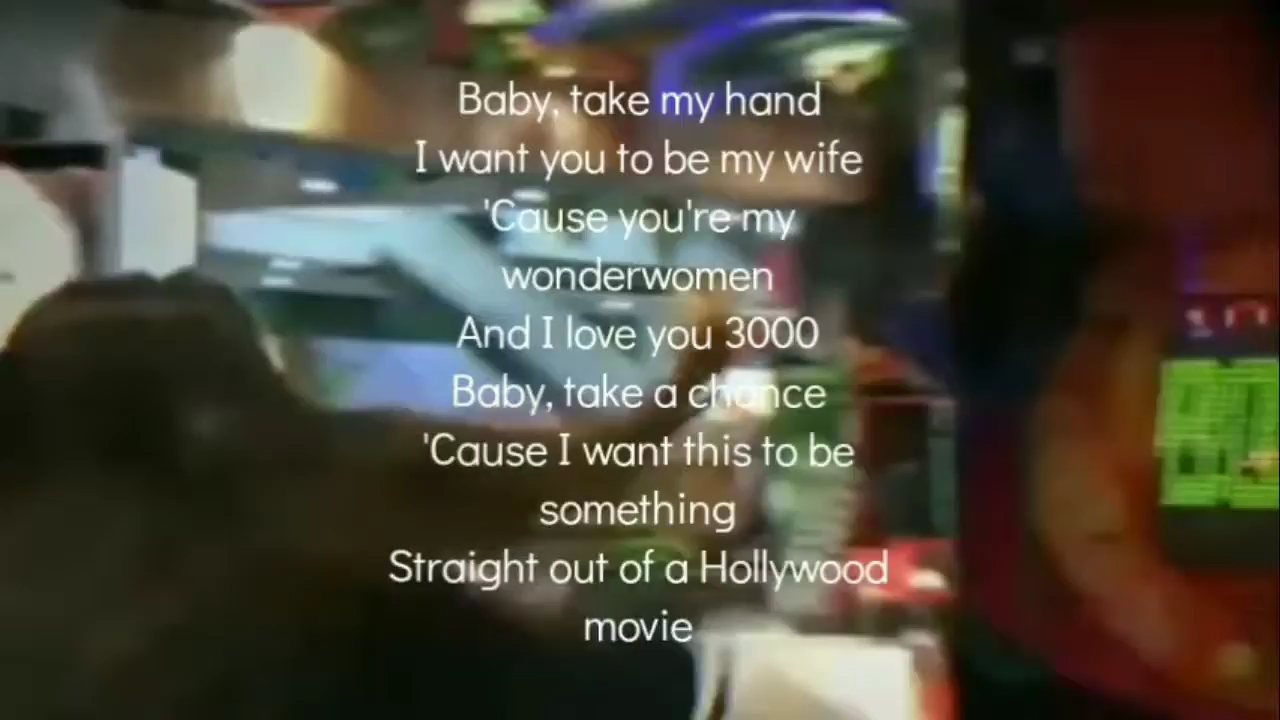 Baby, take my hand
I want you to be my wife
'Cause you're my
wonderwomen
And I love you 3000
Baby, take a chance
'Cause I want this to be
something
Straight out of a Hollywood
movie